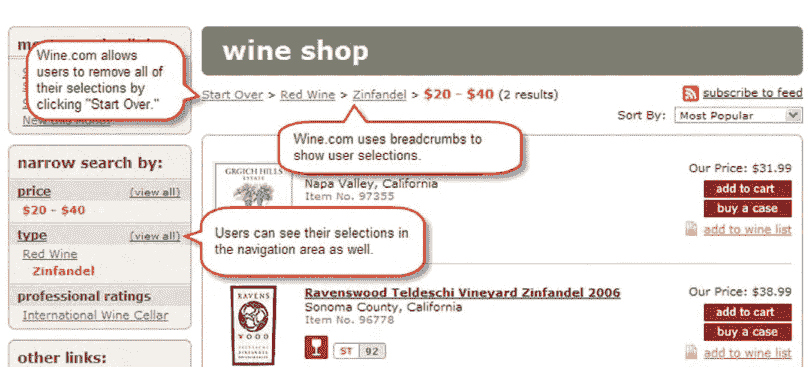 wine shop
Wine.com allows
users to remove all of
their selections by
clicking "Start Over."
Start Over > Red Wine > Zinfandel > $20 - $40 (2 results)
subscribe to feed
Sort By: Most Popular
Wine.com uses breadcrumbs to
show user selections.
narrow search by:
price (view all)
$20 - $40
type (view all)
Red Wine
Zinfandel
professional ratings
International Wine Cellar
other links:
Users can see their selections in
the navigation area as well.
GRGICH HILLS
ESTATE
Napa Valley, California
Item No. 97355
Our Price: $31.99
add to cart
buy a case
add to wine list
RAVENS
WOOD
Ravenswood Teldeschi Vineyard Zinfandel 2006
Sonoma County, California
Item No. 96778
ST 92
Our Price: $38.99
add to cart
buy a case
add to wine list